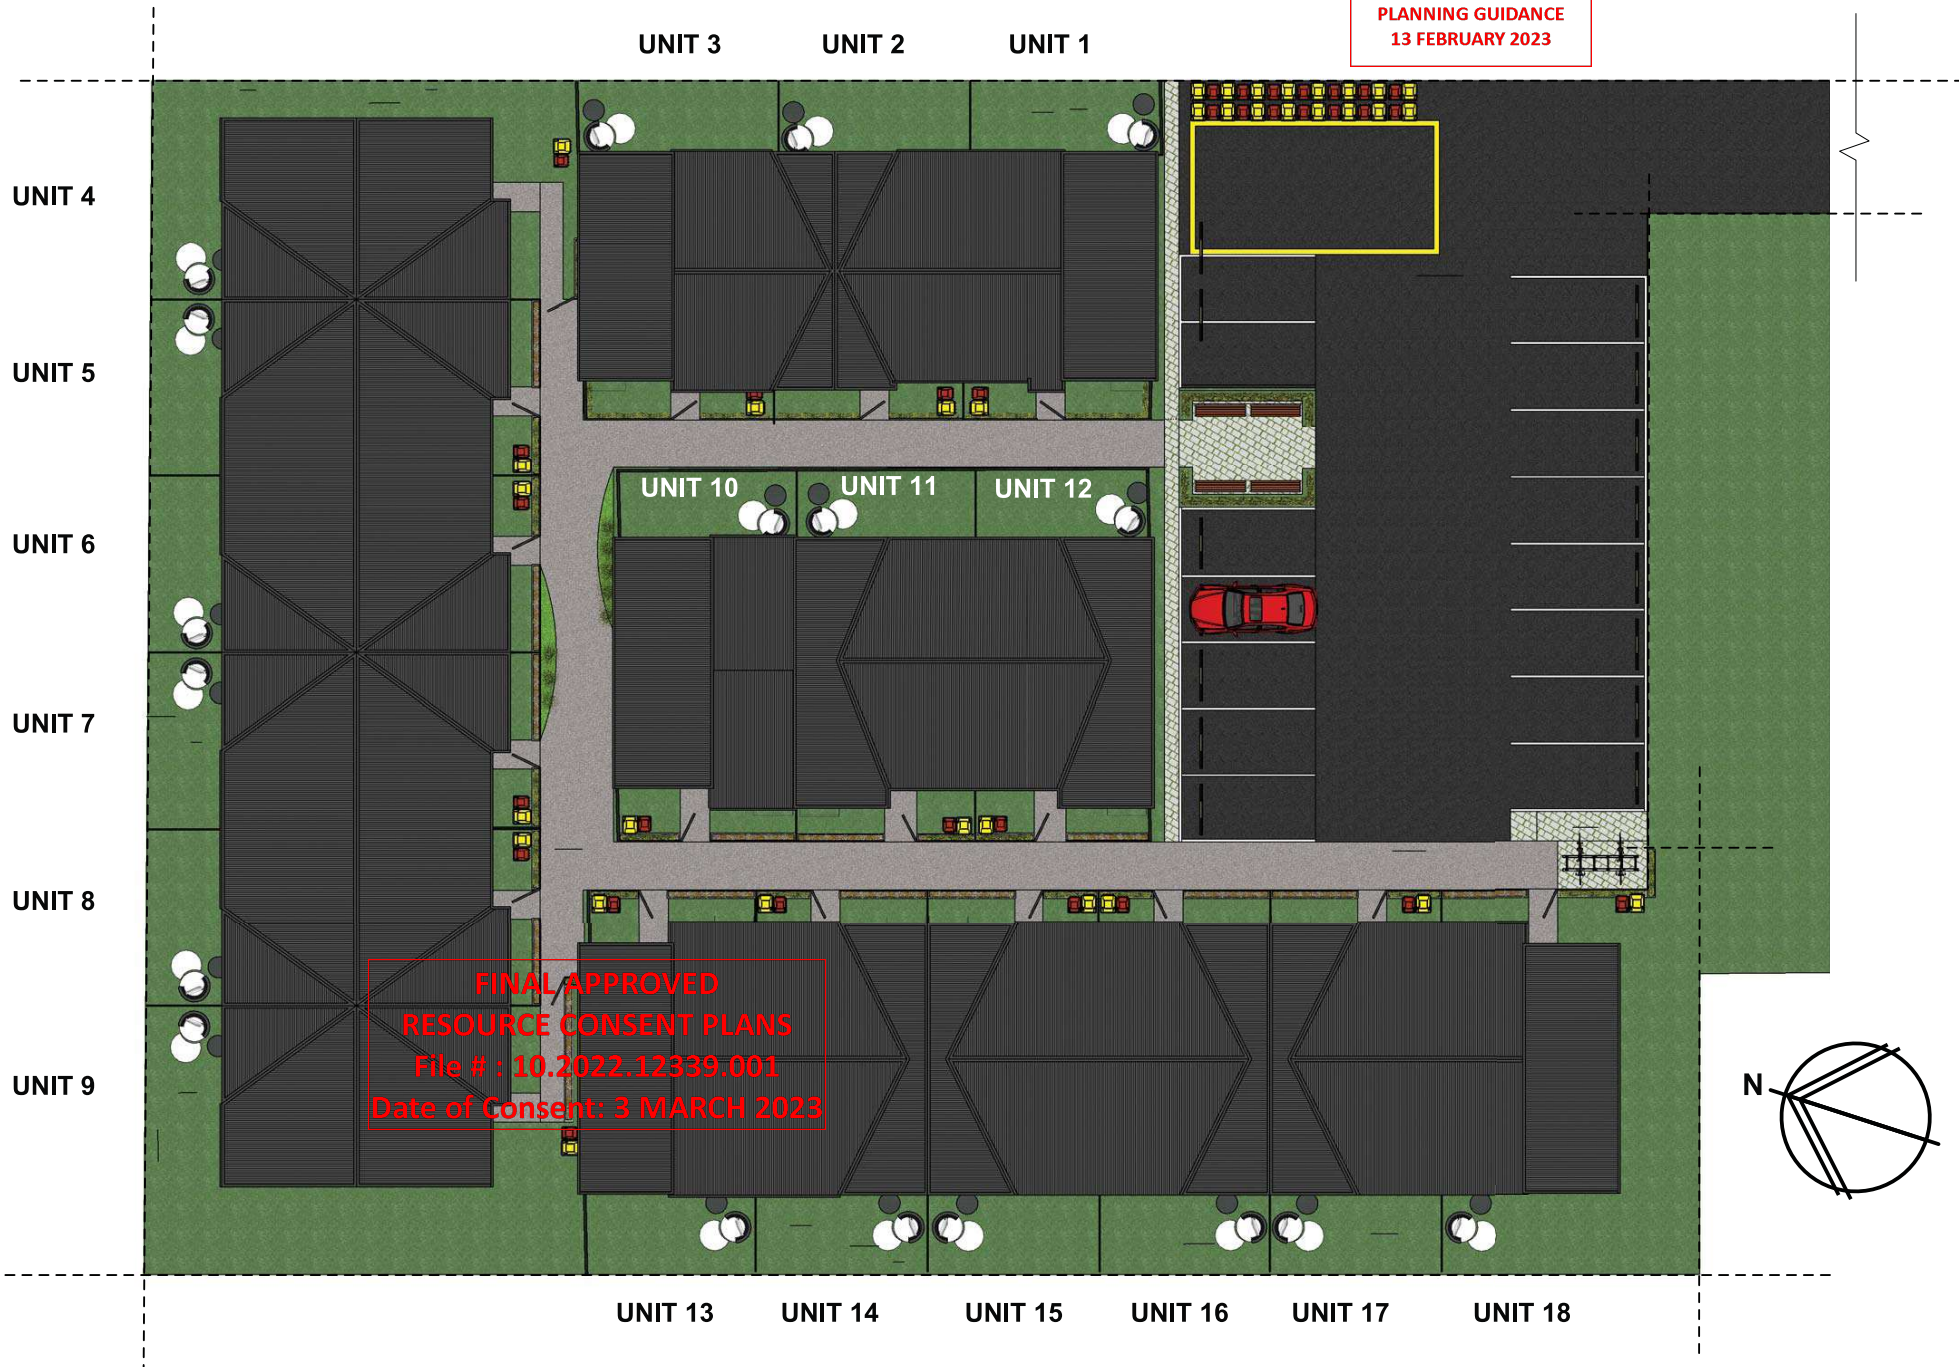 PLANNING GUIDANCE
13 FEBRUARY 2023
UNIT 3
UNIT 2
UNIT 1
UNIT 4
UNIT 5
UNIT 10
UNIT 11
UNIT 12
UNIT 6
UNIT 7
UNIT 8
FINAL APPROVED
RESOURCE CONSENT PLANS
File # : 10.2022.12339.001
Date of Consent: 3 MARCH 2023
UNIT 9
N
UNIT 13
UNIT 14
UNIT 15
UNIT 16
UNIT 17
UNIT 18